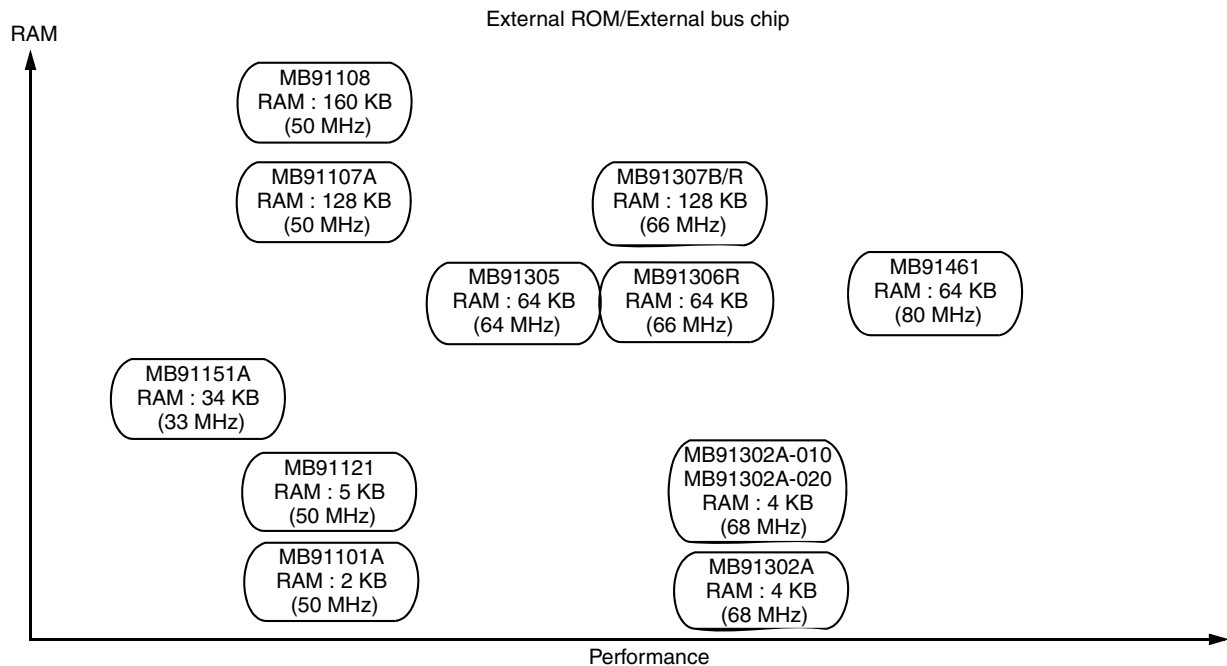 External ROM/External bus chip
RAM
MB91108
RAM : 160 KB
(50 MHz)
MB91107A
RAM : 128 KB
(50 MHz)
MB91307B/R
RAM : 128 KB
(66 MHz)
MB91305
RAM : 64 KB
(64 MHz)
MB91306R
RAM : 64 KB
(66 MHz)
MB91461
RAM : 64 KB
(80 MHz)
MB91151A
RAM : 34 KB
(33 MHz)
MB91121
RAM : 5 KB
(50 MHz)
MB91302A-010
MB91302A-020
RAM : 4 KB
(68 MHz)
MB91101A
RAM : 2 KB
(50 MHz)
MB91302A
RAM : 4 KB
(68 MHz)
Performance